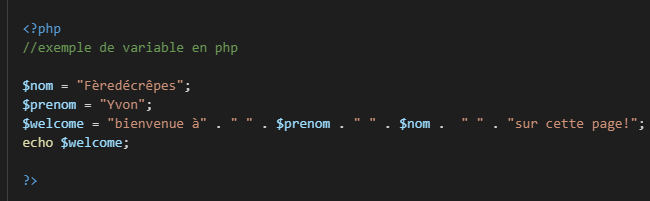 <?php
//exemple de variable en php
$nom = "Fèredécrêpes";
$prenom = "Yvon";
$welcome = "bienvenue à" . " " . $prenom . " " . $nom .  " " . "sur cette page!";
echo $welcome;
?>